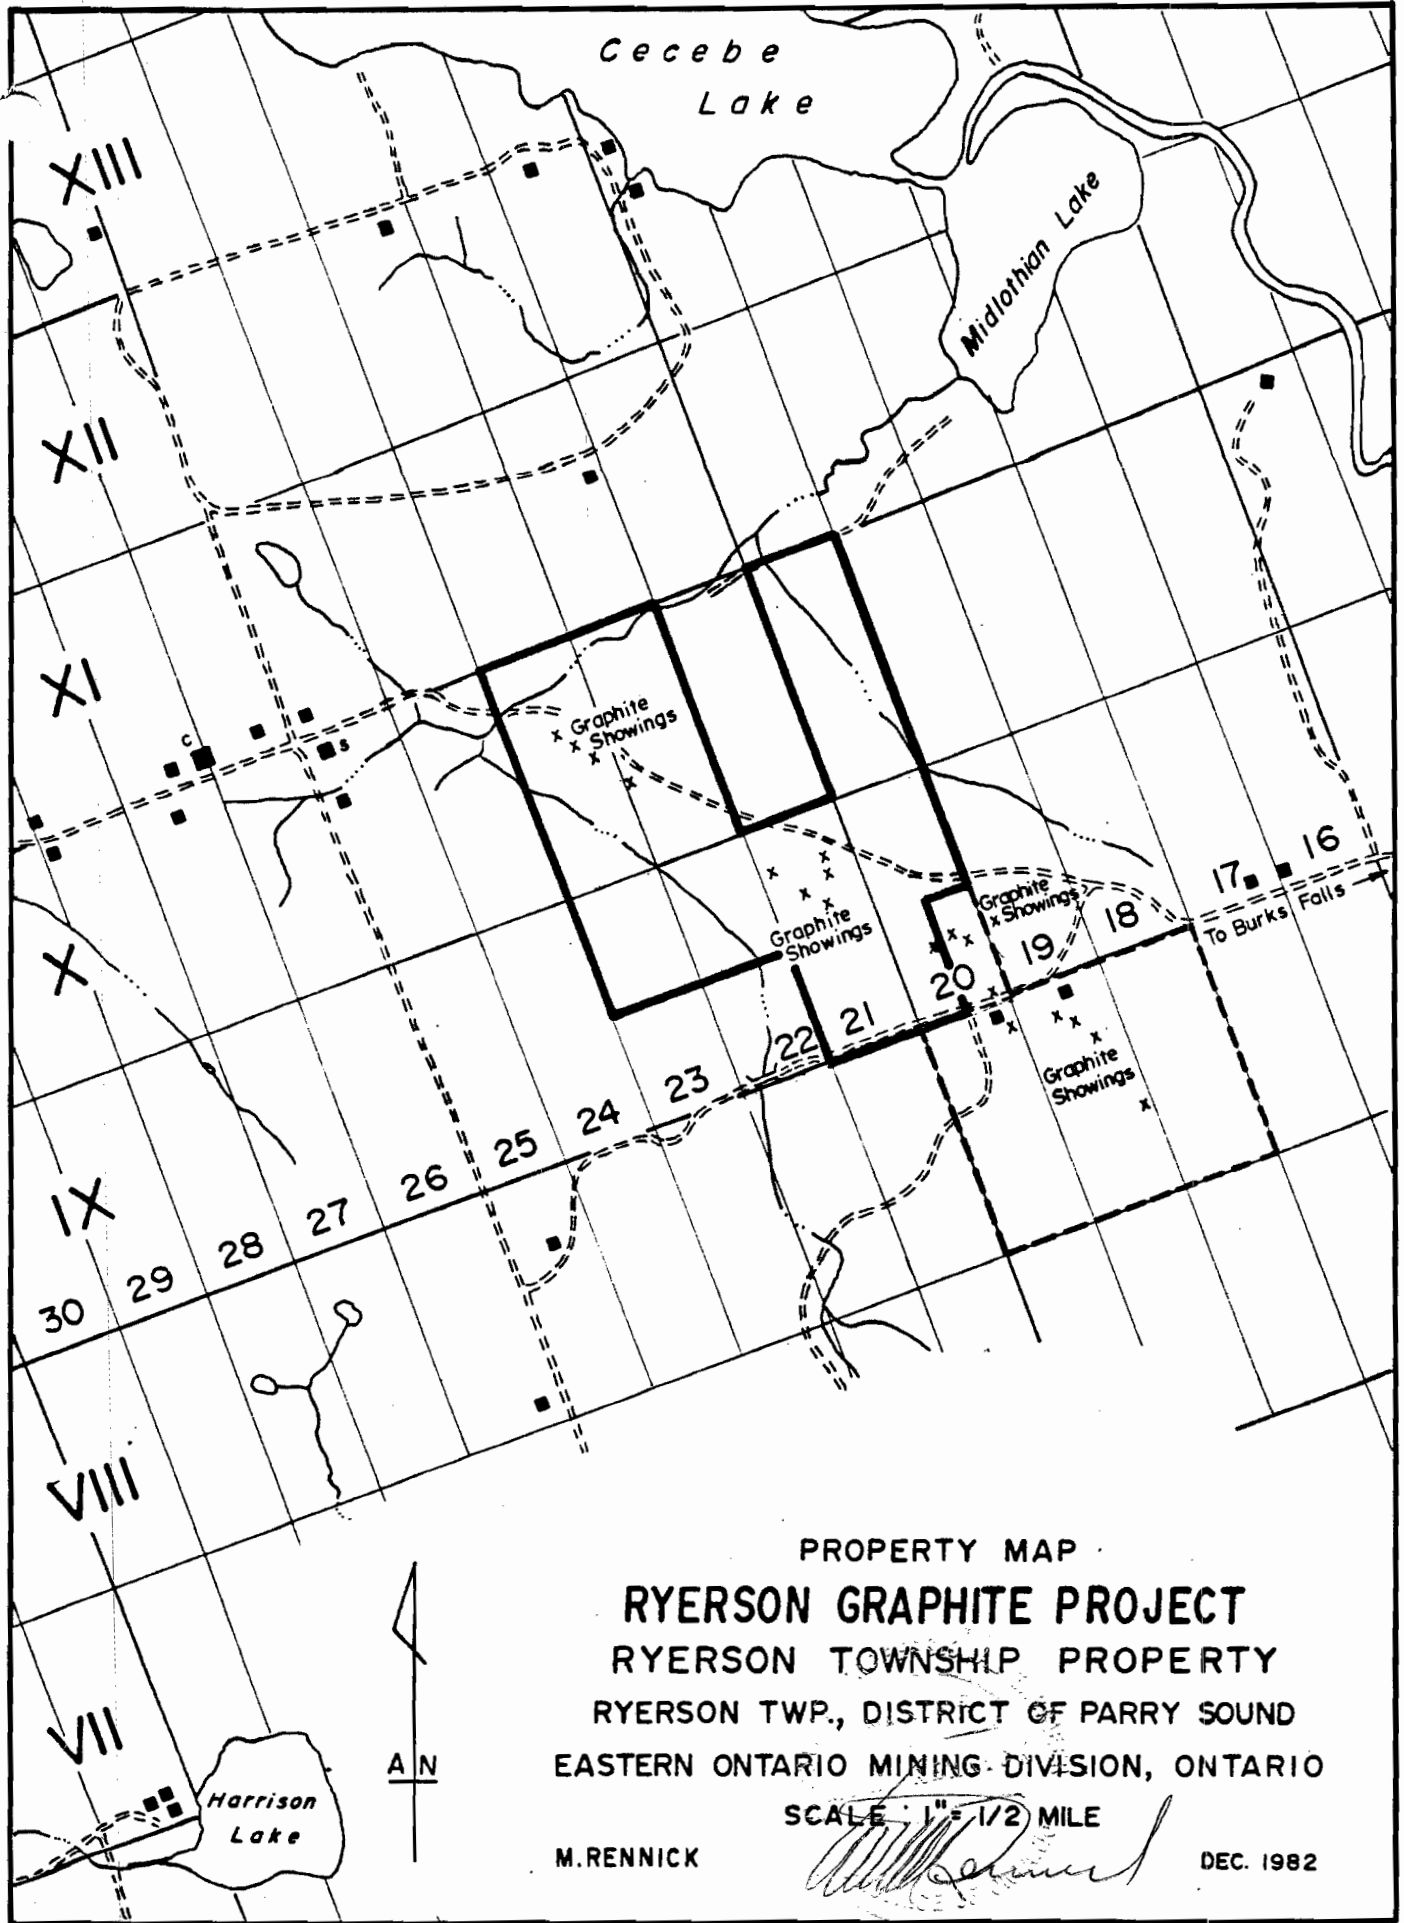 Cecebe
Lake
XIII
Midlothian Lake
XII
XI
Graphite
Showings
C
S
16
17
Graphite
Showings
18
To Burks Falls
Graphite
Showings
19
X
20
21
22
Graphite
Showings
23
24
25
26
IX
27
28
29
30
VIII
PROPERTY MAP
RYERSON GRAPHITE PROJECT
RYERSON TOWNSHIP PROPERTY
RYERSON TWP., DISTRICT OF PARRY SOUND
VII
A N
EASTERN ONTARIO MINING DIVISION, ONTARIO
Harrison
Lake
SCALE : 1" = 1/2 MILE
M. RENNICK
DEC. 1982